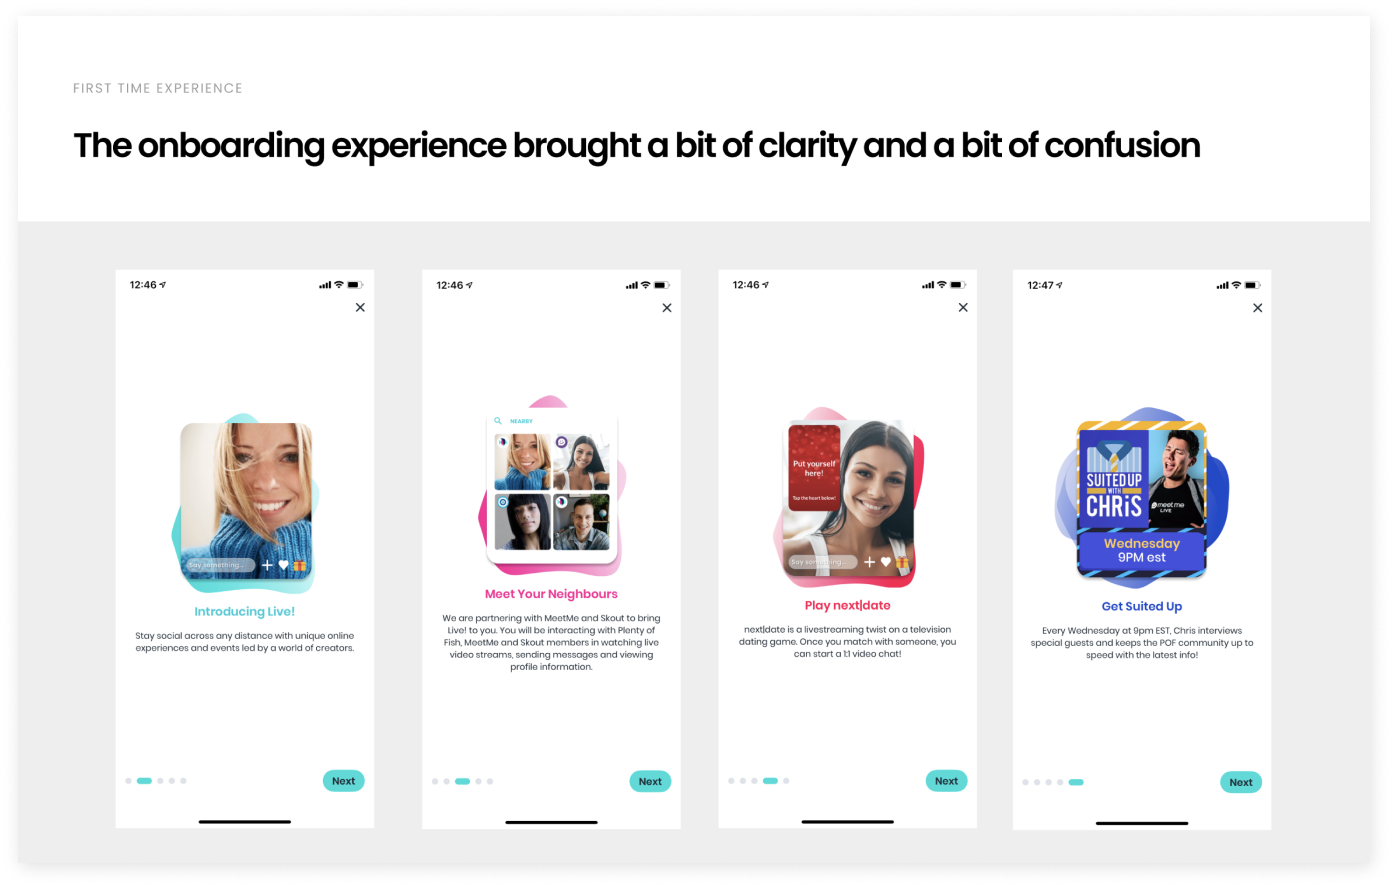 FIRST TIME EXPERIENCE
The onboarding experience brought a bit of clarity and a bit of confusion
12:46
Say something...
Introducing Live!
Stay social across any distance with unique online
experiences and events led by a world of creators.
Next
12:46
NEARBY
Meet Your Neighbours
We are partnering with MeetMe and Skout to bring
Live! to you. You will be interacting with Plenty of
Fish, MeetMe and Skout members in watching live
video streams, sending messages and viewing
profile information.
Next
12:46
Put yourself
here!
Tap the heart below!
Say something...
Play next|date
next|date is a livestreaming twist on a television
dating game. Once you match with someone, you
can start a 1:1 video chat!
Next
12:47
SUITED UP
WITH
CHRiS
meetme
LIVE
Wednesday
9PM est
Get Suited Up
Every Wednesday at 9pm EST, Chris interviews
special guests and keeps the POF community up to
speed with the latest info!
Next